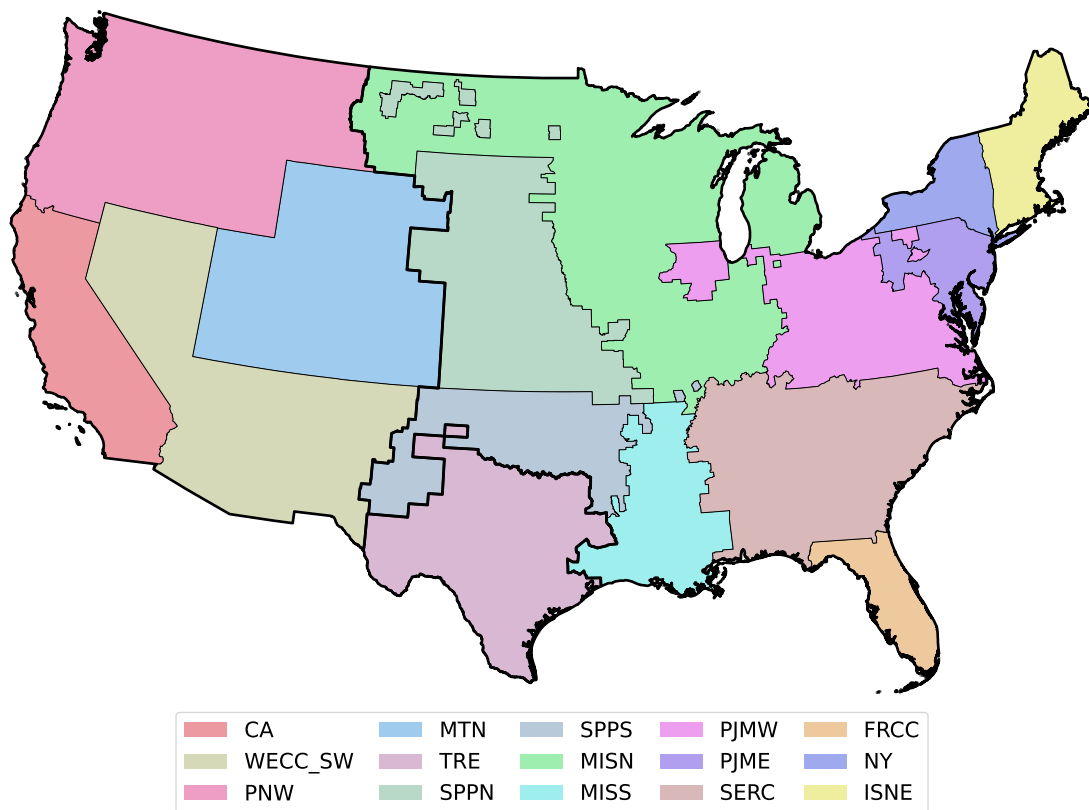 CA MTN SPPS PJMW FRCC
WECC_SW TRE MISN PJME NY
PNW SPPN MISS SERC ISNE